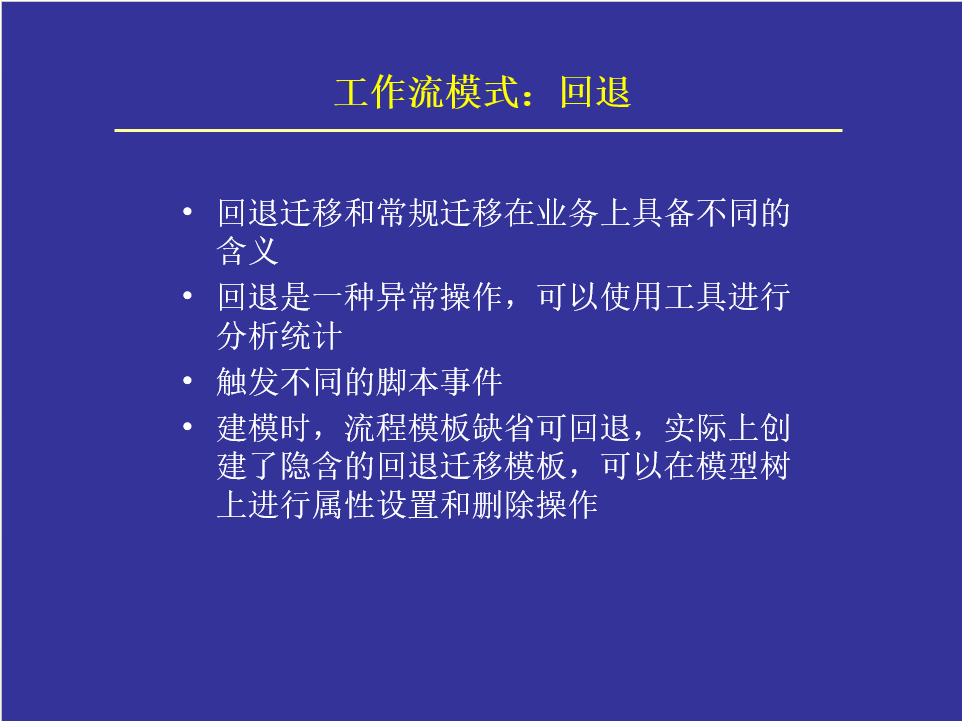 工作流模式：回退
• 回退迁移和常规迁移在业务上具备不同的
含义
• 回退是一种异常操作，可以使用工具进行
分析统计
• 触发不同的脚本事件
• 建模时，流程模板缺省可回退，实际上创
建了隐含的回退迁移模板，可以在模型树
上进行属性设置和删除操作